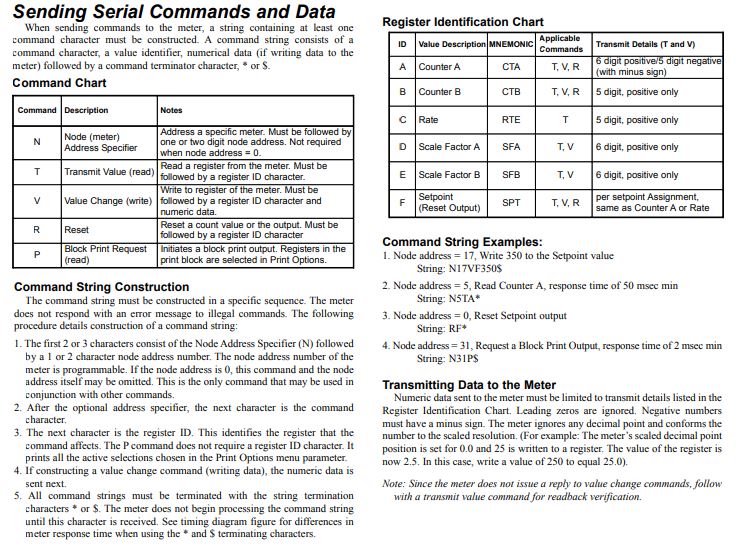 Sending Serial Commands and Data
When sending commands to the meter, a string containing at least one
command character must be constructed. A command string consists of a
command character, a value identifier, numerical data (if writing data to the
meter) followed by a command terminator character, * or $.
Command Chart
Command Description Notes
N Node (meter) Address Specifier Address a specific meter. Must be followed by
one or two digit node address. Not required
when node address = 0.
T Transmit Value (read) Read a register from the meter. Must be
followed by a register ID character.
V Value Change (write) Write to register of the meter. Must be
followed by a register ID character and
numeric data.
R Reset Reset a count value or the output. Must be
followed by a register ID character
P Block Print Request (read) Initiates a block print output. Registers in the
print block are selected in Print Options.
Command String Construction
The command string must be constructed in a specific sequence. The meter
does not respond with an error message to illegal commands. The following
procedure details construction of a command string:
1. The first 2 or 3 characters consist of the Node Address Specifier (N) followed
by a 1 or 2 character node address number. The node address number of the
meter is programmable. If the node address is 0, this command and the node
address itself may be omitted. This is the only command that may be used in
conjunction with other commands.
2. After the optional address specifier, the next character is the command
character.
3. The next character is the register ID. This identifies the register that the
command affects. The P command does not require a register ID character. It
prints all the active selections chosen in the Print Options menu parameter.
4. If constructing a value change command (writing data), the numeric data is
sent next.
5. All command strings must be terminated with the string termination
characters * or $. The meter does not begin processing the command string
until this character is received. See timing diagram figure for differences in
meter response time when using the * and $ terminating characters.
Register Identification Chart
ID Value Description MNEMONIC Applicable Commands Transmit Details (T and V)
A Counter A CTA T, V, R 6 digit positive/5 digit negative
(with minus sign)
B Counter B CTB T, V, R 5 digit, positive only
C Rate RTE T 5 digit, positive only
D Scale Factor A SFA T, V 6 digit, positive only
E Scale Factor B SFB T, V 6 digit, positive only
F Setpoint (Reset Output) SPT T, V, R per setpoint Assignment,
same as Counter A or Rate
Command String Examples:
1. Node address = 17, Write 350 to the Setpoint value
String: N17VF350$
2. Node address = 5, Read Counter A, response time of 50 msec min
String: N5TA*
3. Node address = 0, Reset Setpoint output
String: RF*
4. Node address = 31, Request a Block Print Output, response time of 2 msec min
String: N31P$
Transmitting Data to the Meter
Numeric data sent to the meter must be limited to transmit details listed in the
Register Identification Chart. Leading zeros are ignored. Negative numbers
must have a minus sign. The meter ignores any decimal point and conforms the
number to the scaled resolution. (For example: The meter's scaled decimal point
position is set for 0.0 and 25 is written to a register. The value of the register is
now 2.5. In this case, write a value of 250 to equal 25.0).
Note: Since the meter does not issue a reply to value change commands, follow
with a transmit value command for readback verification.